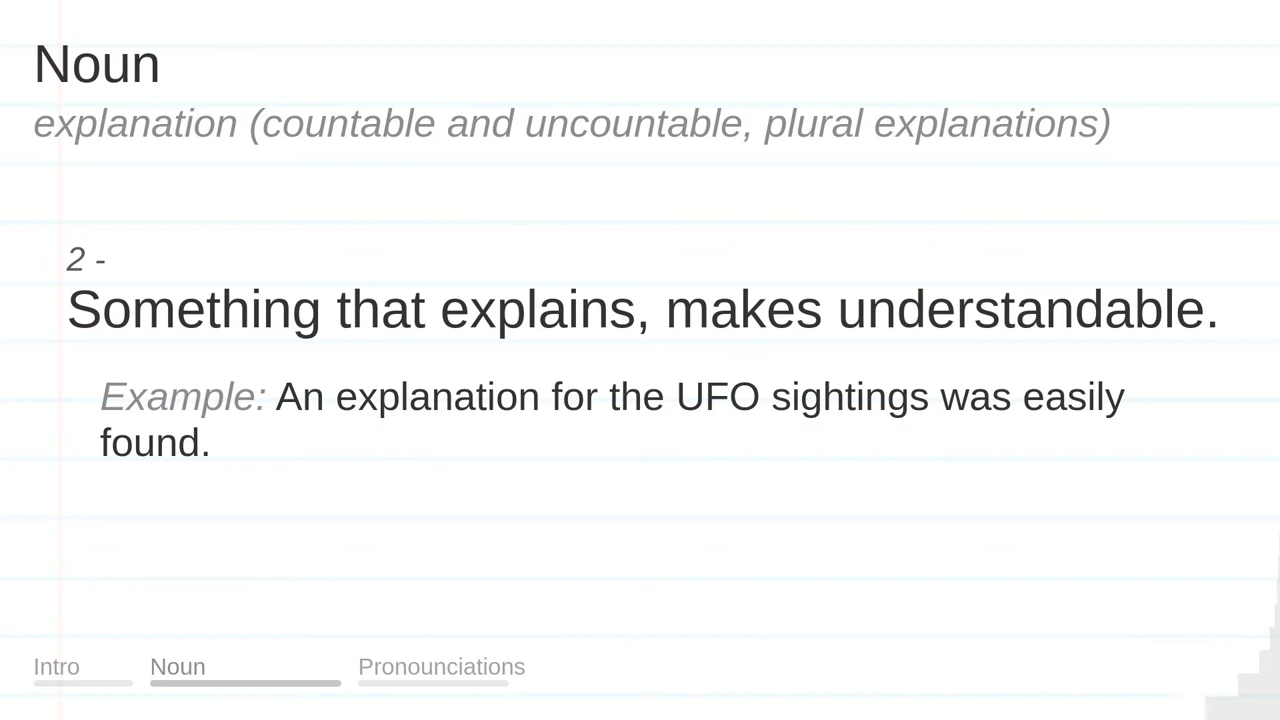 Noun
explanation (countable and uncountable, plural explanations)
2 -
Something that explains, makes understandable.
Example: An explanation for the UFO sightings was easily
found.
Intro
Noun
Pronounciations